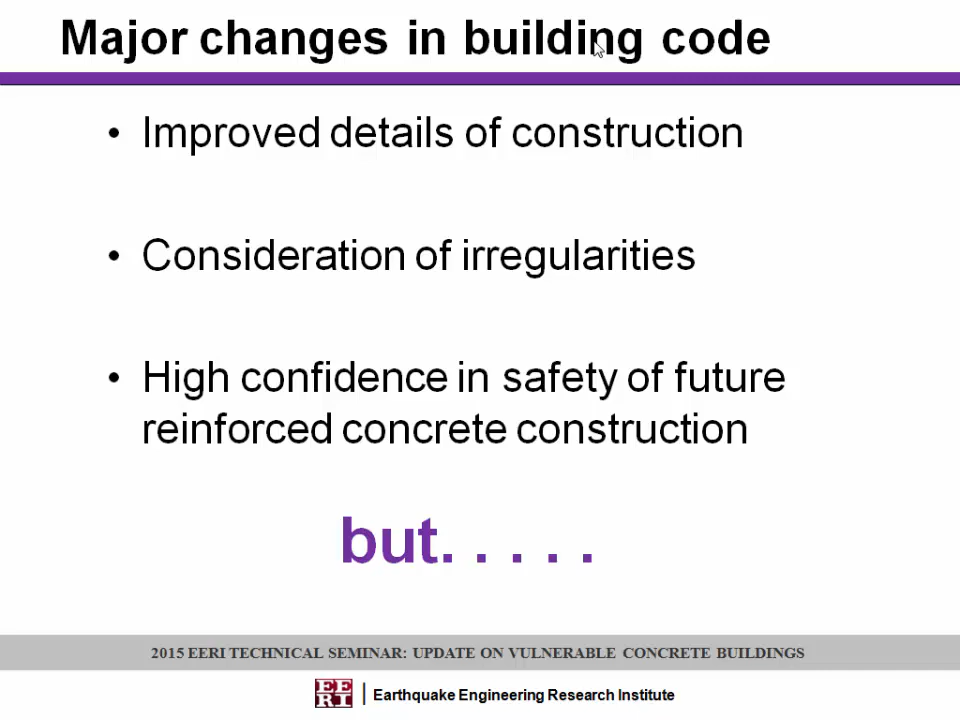 Major changes in building code
• Improved details of construction
• Consideration of irregularities
• High confidence in safety of future
reinforced concrete construction
but. . . . .
2015 EERI TECHNICAL SEMINAR: UPDATE ON VULNERABLE CONCRETE BUILDINGS
EERI | Earthquake Engineering Research Institute